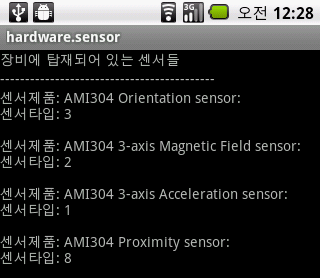 3G
오전 12:28
hardware.sensor
장비에 탑재되어 있는 센서들
-------------------------------------------
센서제품: AMI304 Orientation sensor:
센서타입: 3
센서제품: AMI304 3-axis Magnetic Field sensor:
센서타입: 2
센서제품: AMI304 3-axis Acceleration sensor:
센서타입: 1
센서제품: AMI304 Proximity sensor:
센서타입: 8